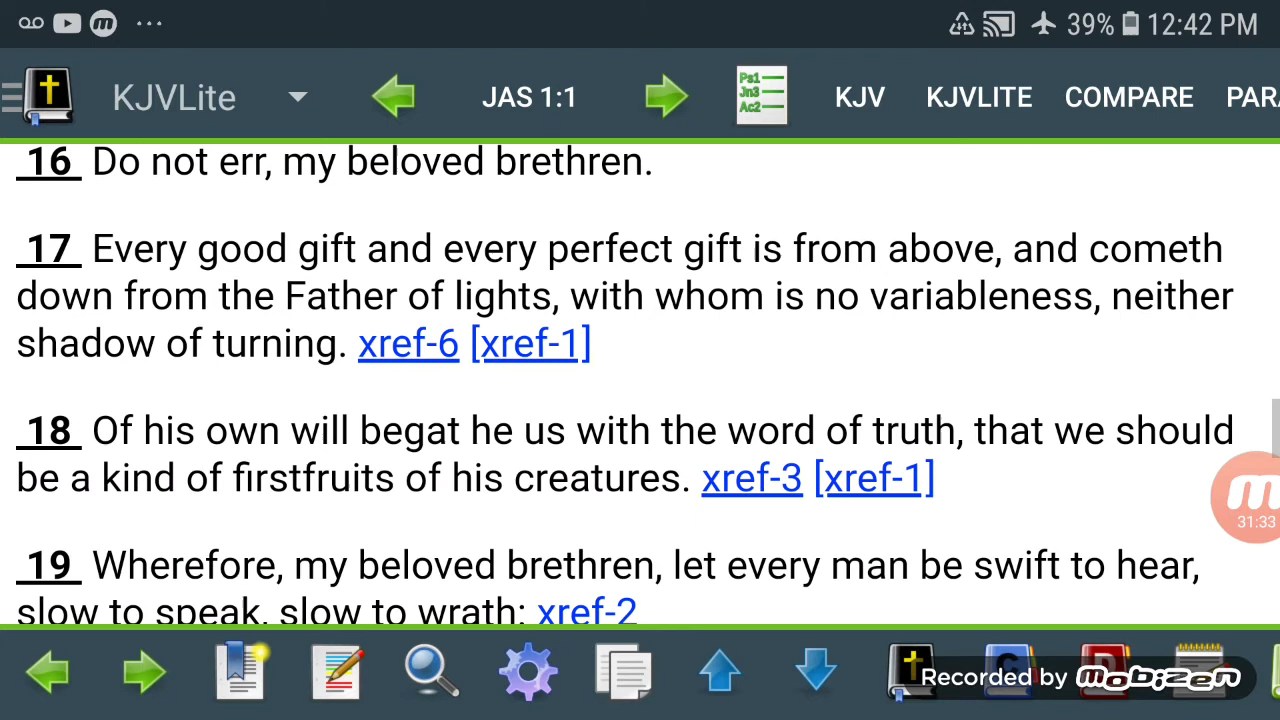 39% 12:42 PM
KJVLite JAS 1:1 Ps1 Jn3 Ac2 KJV KJVLITE COMPARE PAR
16 Do not err, my beloved brethren.
17 Every good gift and every perfect gift is from above, and cometh
down from the Father of lights, with whom is no variableness, neither
shadow of turning. xref-6 [xref-1]
18 Of his own will begat he us with the word of truth, that we should
be a kind of firstfruits of his creatures. xref-3 [xref-1]
31:33
19 Wherefore, my beloved brethren, let every man be swift to hear,
slow to speak, slow to wrath: xref-2
Recorded by mobizen